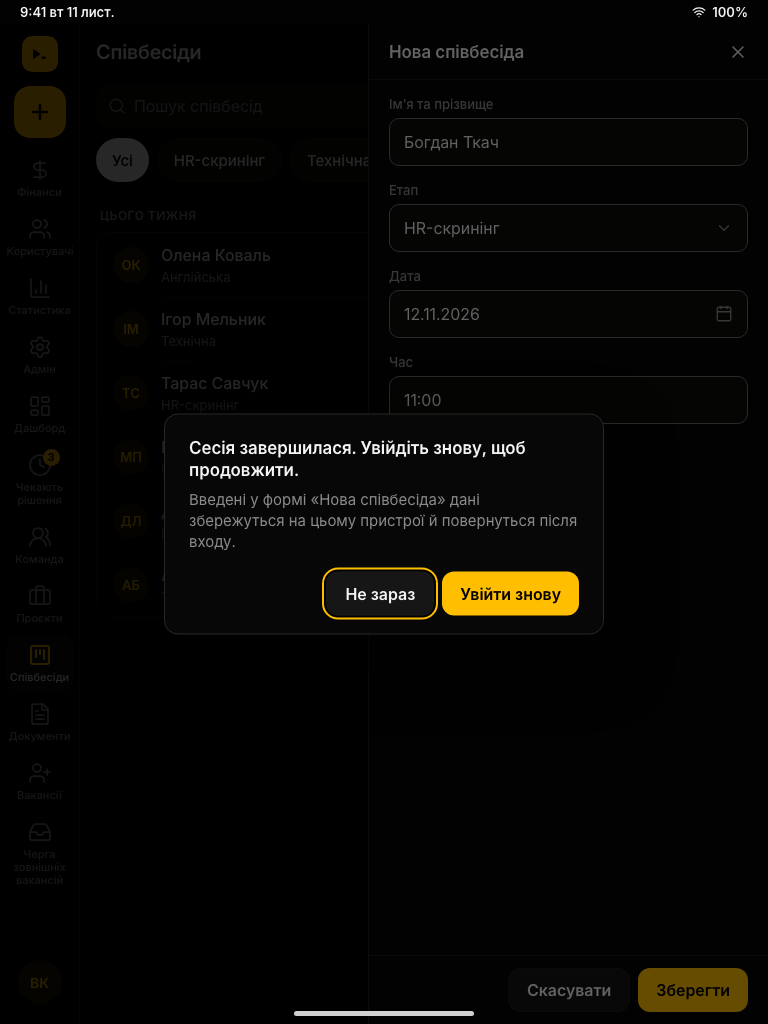 9:41 вт 11 лист.
100%
Співбесіди
Пошук співбесід
Усі
HR-скринінг
Технічна
ЦЬОГО ТИЖНЯ
ОК
Олена Коваль
Англійська
ІМ
Ігор Мельник
Технічна
ТС
Тарас Савчук
HR-скринінг
МП
ДЛ
АБ
Фінанси
Користувачі
Статистика
Адмін
Дашборд
3
Чекають
рішення
Команда
Проєкти
Співбесіди
Документи
Вакансії
Черга
зовнішніх
вакансій
ВК
Нова співбесіда
Ім’я та прізвище
Богдан Ткач
Етап
HR-скринінг
Дата
12.11.2026
Час
11:00
Сесія завершилася. Увійдіть знову, щоб
продовжити.
Введені у формі «Нова співбесіда» дані
збережуться на цьому пристрої й повернуться після
входу.
Не зараз
Увійти знову
Скасувати
Зберегти